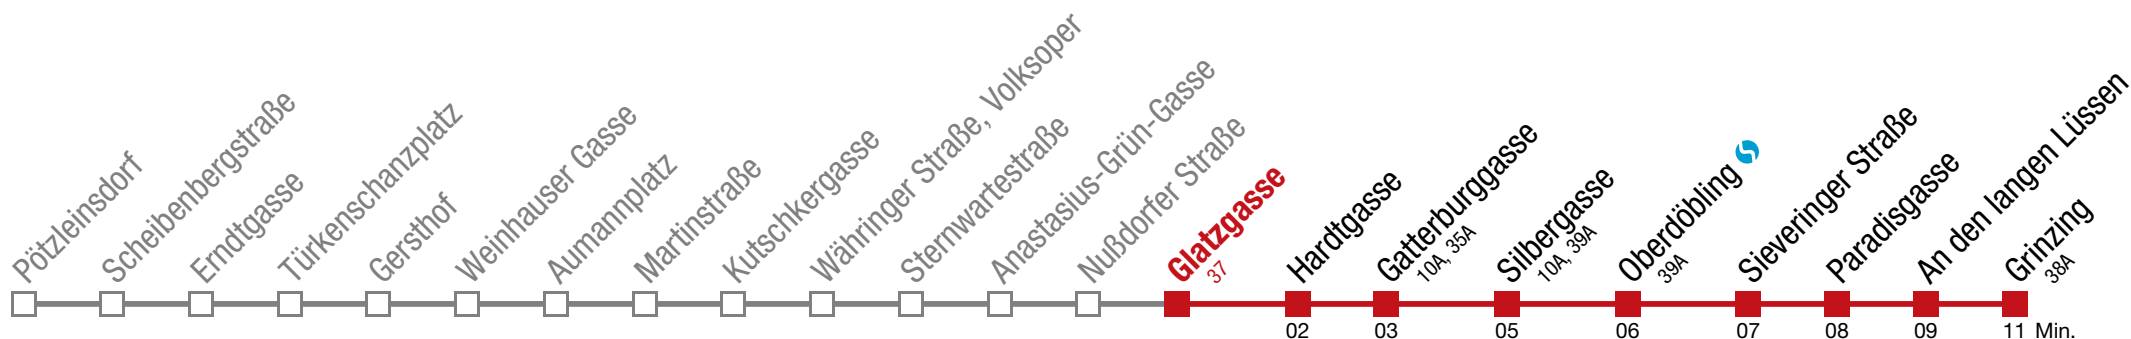 Pötzleinsdorf
Scheibenbergstraße
Erndtgasse
Türkenschanzplatz
Gersthof
Weinhauser Gasse
Aumannplatz
Martinstraße
Kutschkergasse
Währinger Straße, Volksoper
Sternwartestraße
Anastasius-Grün-Gasse
Nußdorfer Straße
Glatzgasse
37
Hardtgasse
Gatterburggasse
10A, 35A
Silbergasse
10A, 39A
Oberdöbling
39A
Sieveringer Straße
Paradisgasse
An den langen Lüssen
Grinzing
38A
02 03 05 06 07 08 09 11 Min.